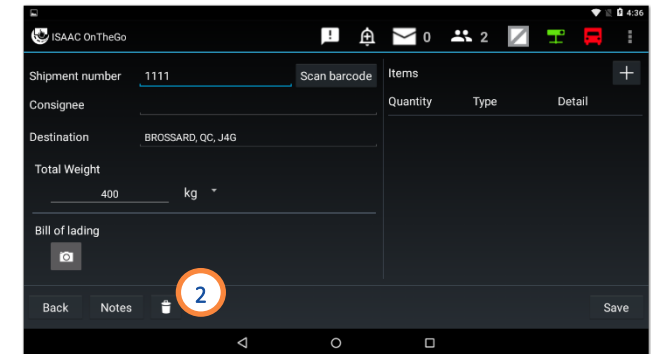 4:36
ISAAC OnTheGo 0 2
Shipment number 1111 Scan barcode
Consignee
Destination BROSSARD, QC, J4G
Total Weight
400 kg
Bill of lading
Items +
Quantity Type Detail
Back Notes 2 Save